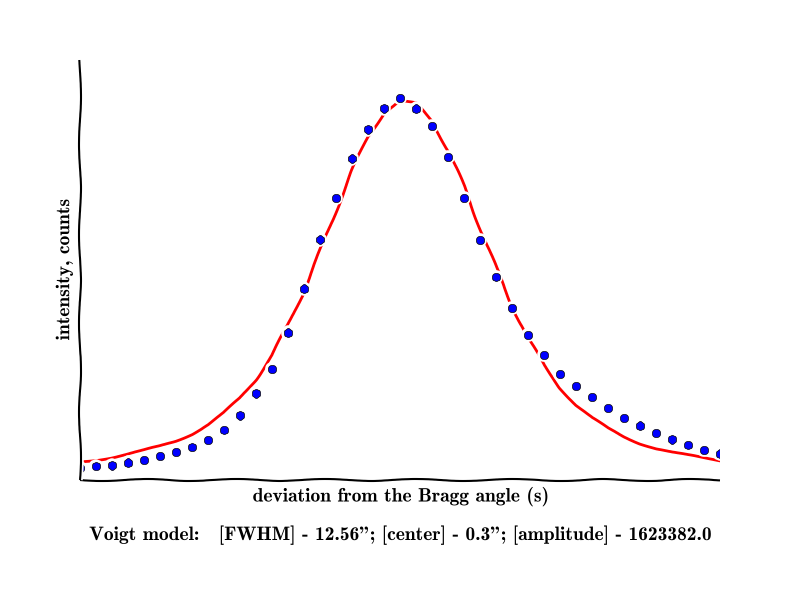 intensity, counts
deviation from the Bragg angle (s)
Voigt model: [FWHM] - 12.56”; [center] - 0.3”; [amplitude] - 1623382.0